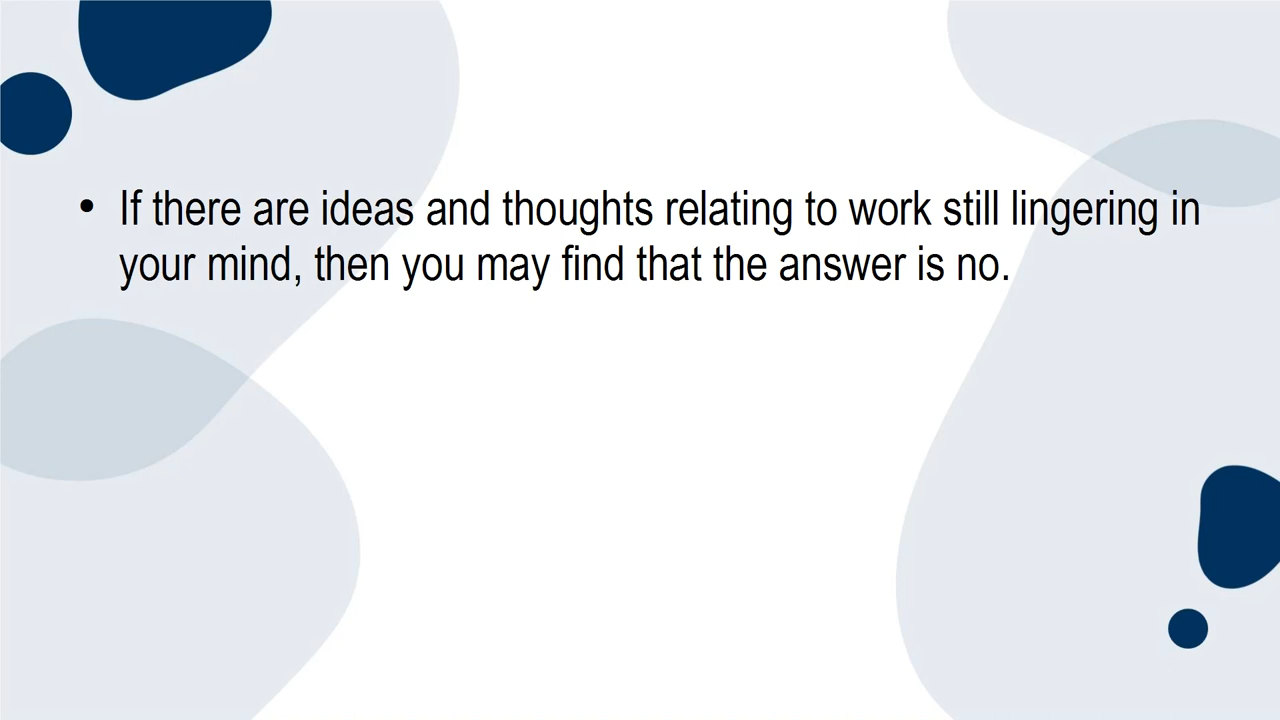 • If there are ideas and thoughts relating to work still lingering in
your mind, then you may find that the answer is no.